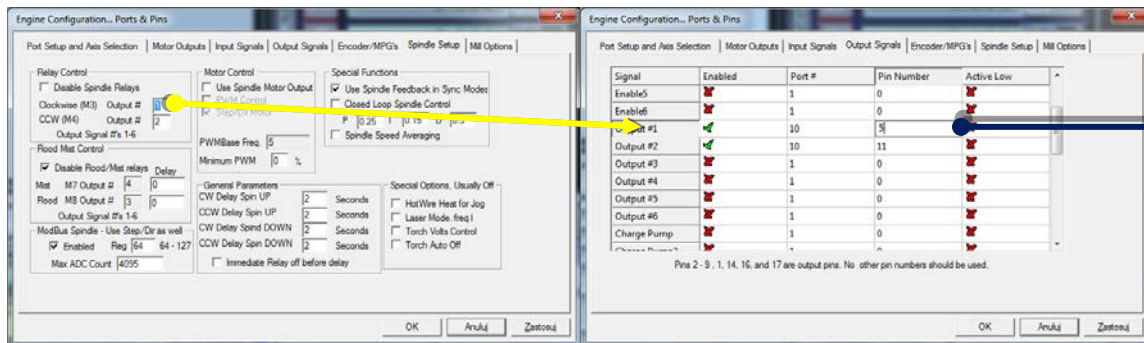 Engine Configuration... Ports & Pins
Port Setup and Axis Selection | Motor Outputs | Input Signals | Output Signals | Encoder/MPG's | Spindle Setup | Mill Options
Relay Control
Disable Spindle Relays
Clockwise (M3) Output # 1
CCW (M4) Output # 2
Output Signal #'s 1-6
Flood Mist Control
Disable Flood/Mist relays Delay
Mist M7 Output # 4 0
Flood M8 Output # 3 0
Output Signal #'s 1-6
ModBus Spindle - Use Step/Dir as well
Enabled Reg 64 64 - 127
Max ADC Count 4095
Motor Control
Use Spindle Motor Output
PWM Control
Step/Dir Motor
PWMBase Freq. 5
Minimum PWM 0 %
General Parameters
CW Delay Spin UP 2 Seconds
CCW Delay Spin UP 2 Seconds
CW Delay Spind DOWN 2 Seconds
CCW Delay Spin DOWN 2 Seconds
Immediate Relay off before delay
Special Functions
Use Spindle Feedback in Sync Modes
Closed Loop Spindle Control
P 0.25 I D
Spindle Speed Averaging
Special Options, Usually Off
HotWire Heat for Jog
Laser Mode. freq
Torch Volts Control
Torch Auto Off
OK Anuluj Zastosuj
Engine Configuration... Ports & Pins
Port Setup and Axis Selection | Motor Outputs | Input Signals | Output Signals | Encoder/MPG's | Spindle Setup | Mill Options
Signal Enabled Port # Pin Number Active Low
Enable5 1 0
Enable6 1 0
Output #1 10 5
Output #2 10 11
Output #3 1 0
Output #4 1 0
Output #5 1 0
Output #6 1 0
Charge Pump 1 0
Pins 2 - 9 , 1, 14, 16, and 17 are output pins. No other pin numbers should be used.
OK Anuluj Zastosuj